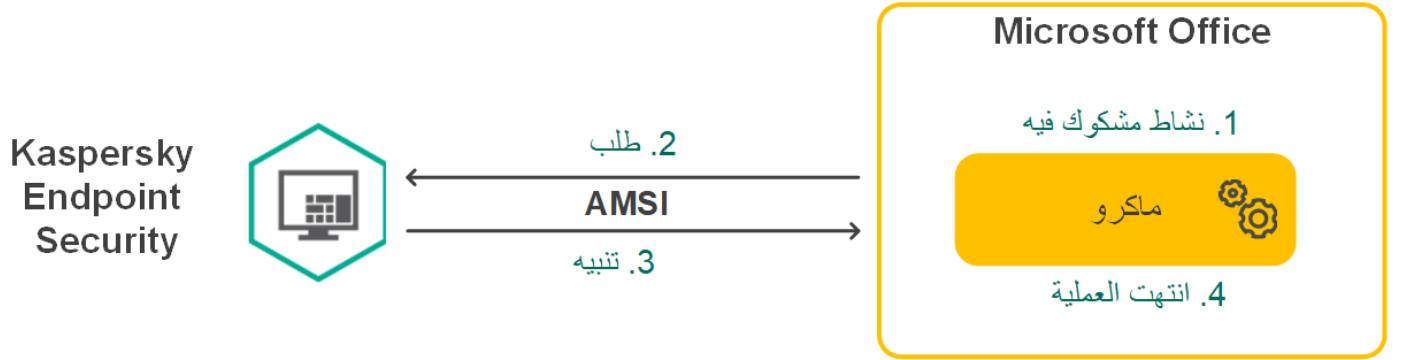 Microsoft Office
1. نشاط مشكوك فيه
ماكرو
4. انتهت العملية
2. طلب
AMSI
3. تنبيه
Kaspersky
Endpoint
Security